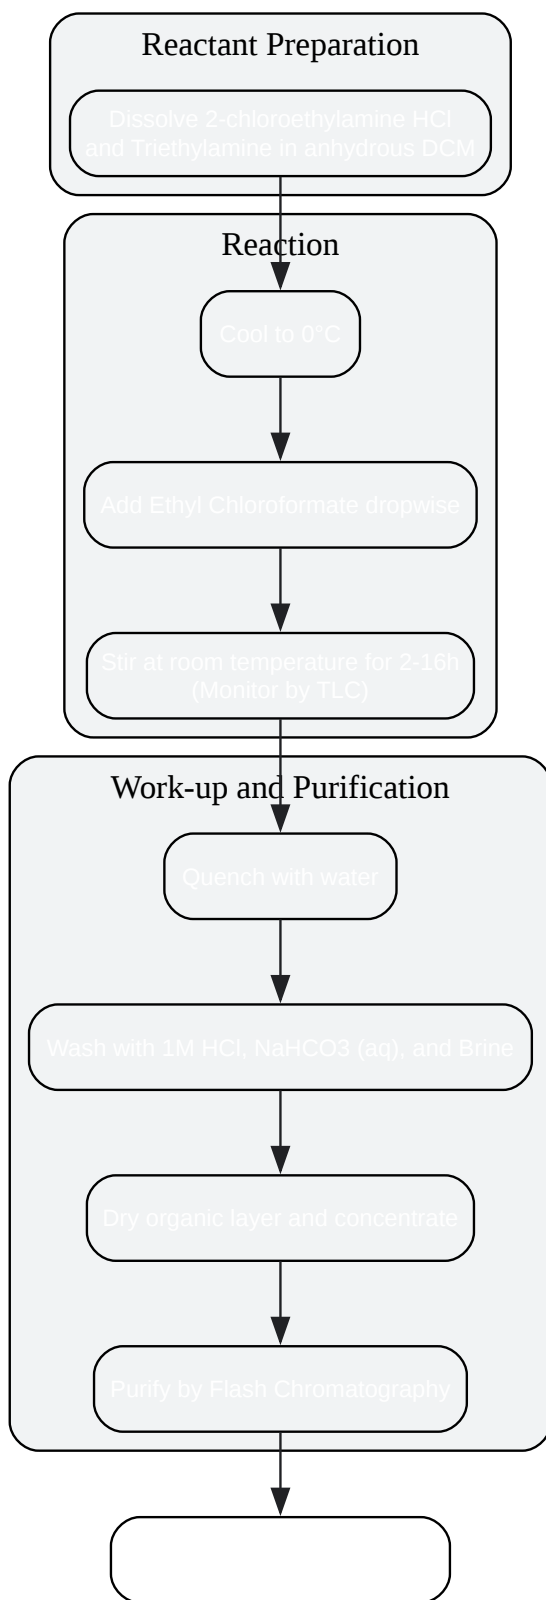 Reactant Preparation
Dissolve 2-chloroethylamine HCl
and Triethylamine in anhydrous DCM
Reaction
Cool to 0°C
Add Ethyl Chloroformate dropwise
Stir at room temperature for 2-16h
(Monitor by TLC)
Work-up and Purification
Quench with water
Wash with 1M HCl, NaHCO3 (aq), and Brine
Dry organic layer and concentrate
Purify by Flash Chromatography